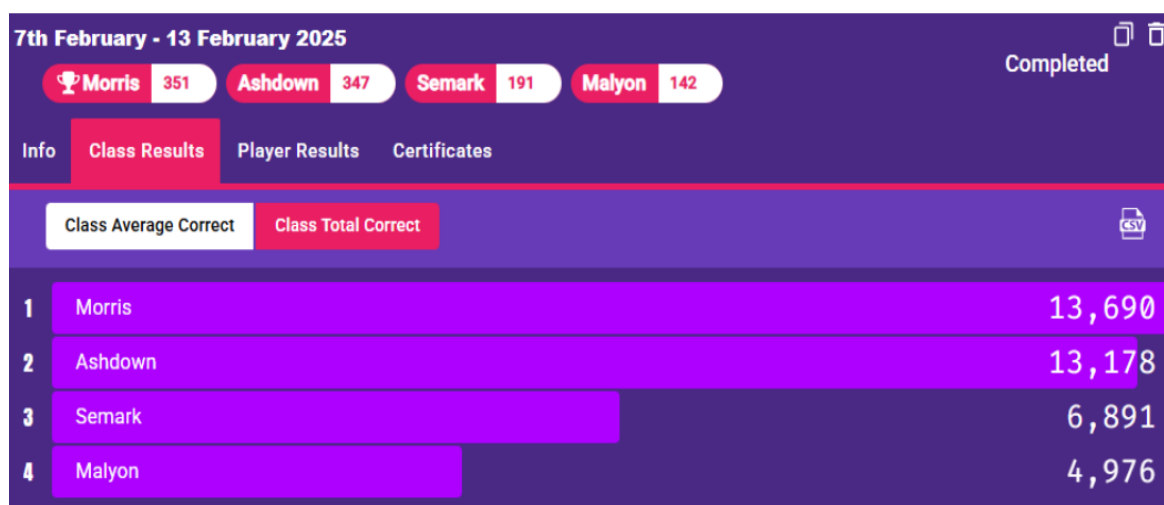 7th February - 13 February 2025
Completed
Morris 351 Ashdown 347 Semark 191 Malyon 142
Info Class Results Player Results Certificates
Class Average Correct Class Total Correct
CSV
1 Morris 13,690
2 Ashdown 13,178
3 Semark 6,891
4 Malyon 4,976